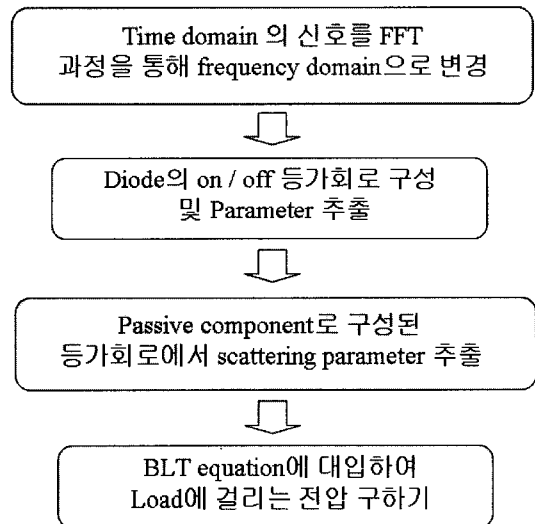 Time domain 의 신호를 FFT
과정을 통해 frequency domain으로 변경
Diode의 on / off 등가회로 구성
및 Parameter 추출
Passive component로 구성된
등가회로에서 scattering parameter 추출
BLT equation에 대입하여
Load에 걸리는 전압 구하기